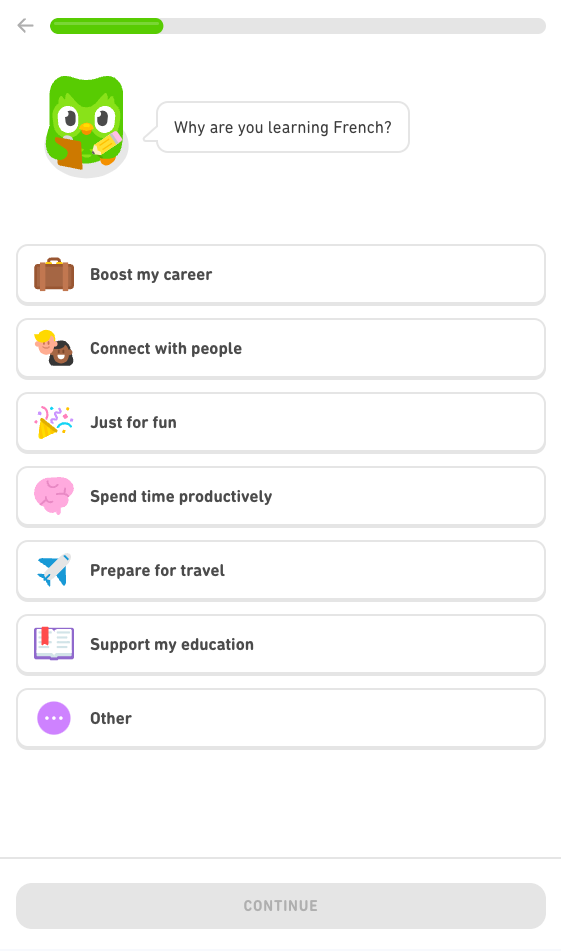 Why are you learning French?
Boost my career
Connect with people
Just for fun
Spend time productively
Prepare for travel
Support my education
Other
CONTINUE